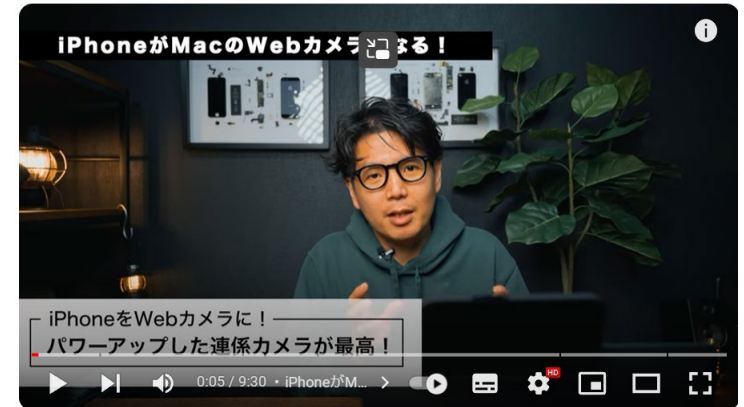 iPhoneがMacのWebカメラになる！
iPhoneをWebカメラに！
パワーアップした連係カメラが最高！
0:05 / 9:30 • iPhoneがM...
HD